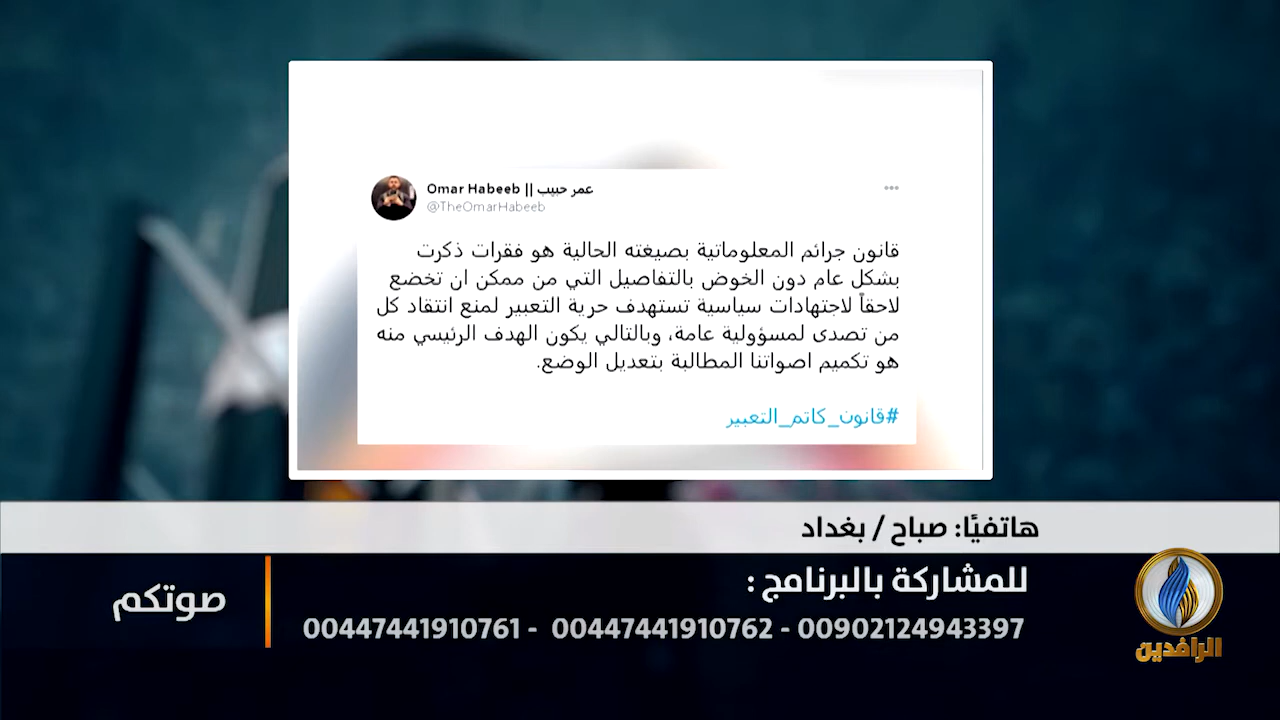 Omar Habeeb || عمر حبيب
@TheOmarHabeeb
قانون جرائم المعلوماتية بصيغته الحالية هو فقرات ذكرت
بشكل عام دون الخوض بالتفاصيل التي من ممكن ان تخضع
لاحقاً لاجتهادات سياسية تستهدف حرية التعبير لمنع انتقاد كل
من تصدى لمسؤولية عامة، وبالتالي يكون الهدف الرئيسي منه
هو تكميم اصواتنا المطالبة بتعديل الوضع.
#قانون_كاتم_التعبير
هاتفيًا: صباح / بغداد
للمشاركة بالبرنامج :
00447441910761 - 00447441910762 - 00902124943397
صوتكم
الرافدين